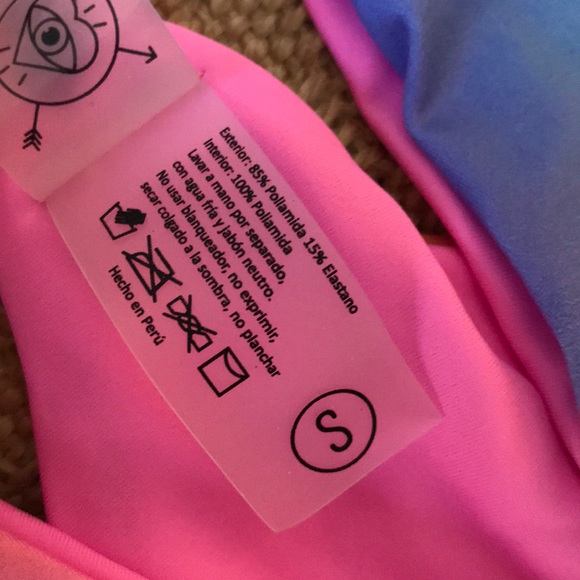 Exterior: 85% Poliamida 15% Elastano
Interior: 100% Poliamida
Lavar a mano por separado,
con agua fría y jabón neutro.
No usar blanqueador, no exprimir,
secar colgado a la sombra, no planchar
Hecho en Perú
S